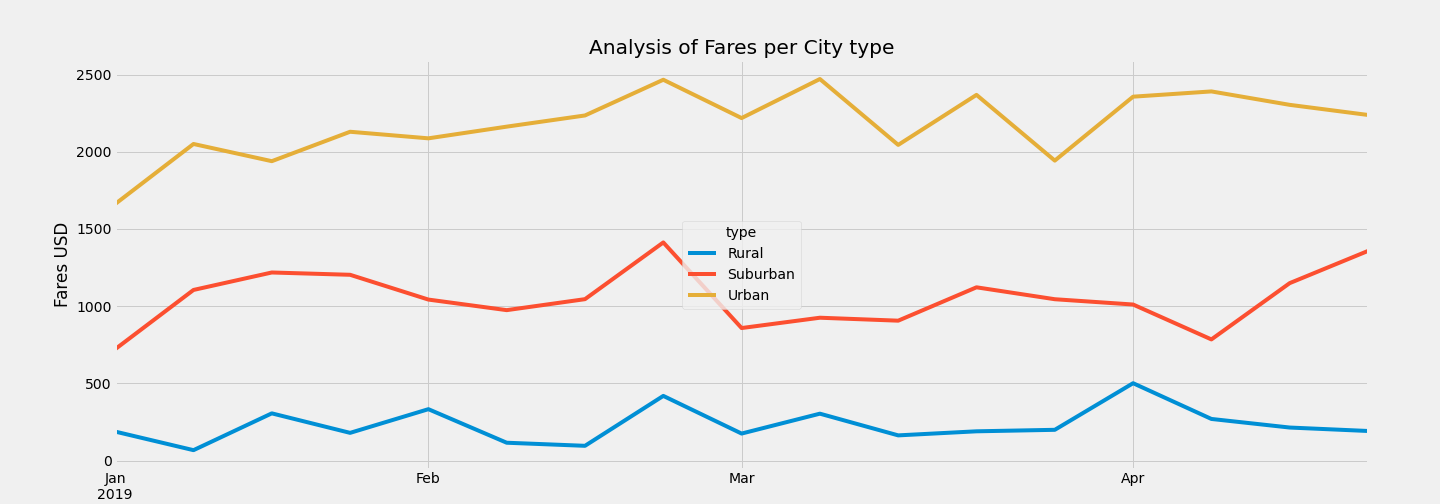 Analysis of Fares per City type
Fares USD
2500
2000
1500
1000
500
0
type
Rural
Suburban
Urban
Jan Feb Mar Apr
2019